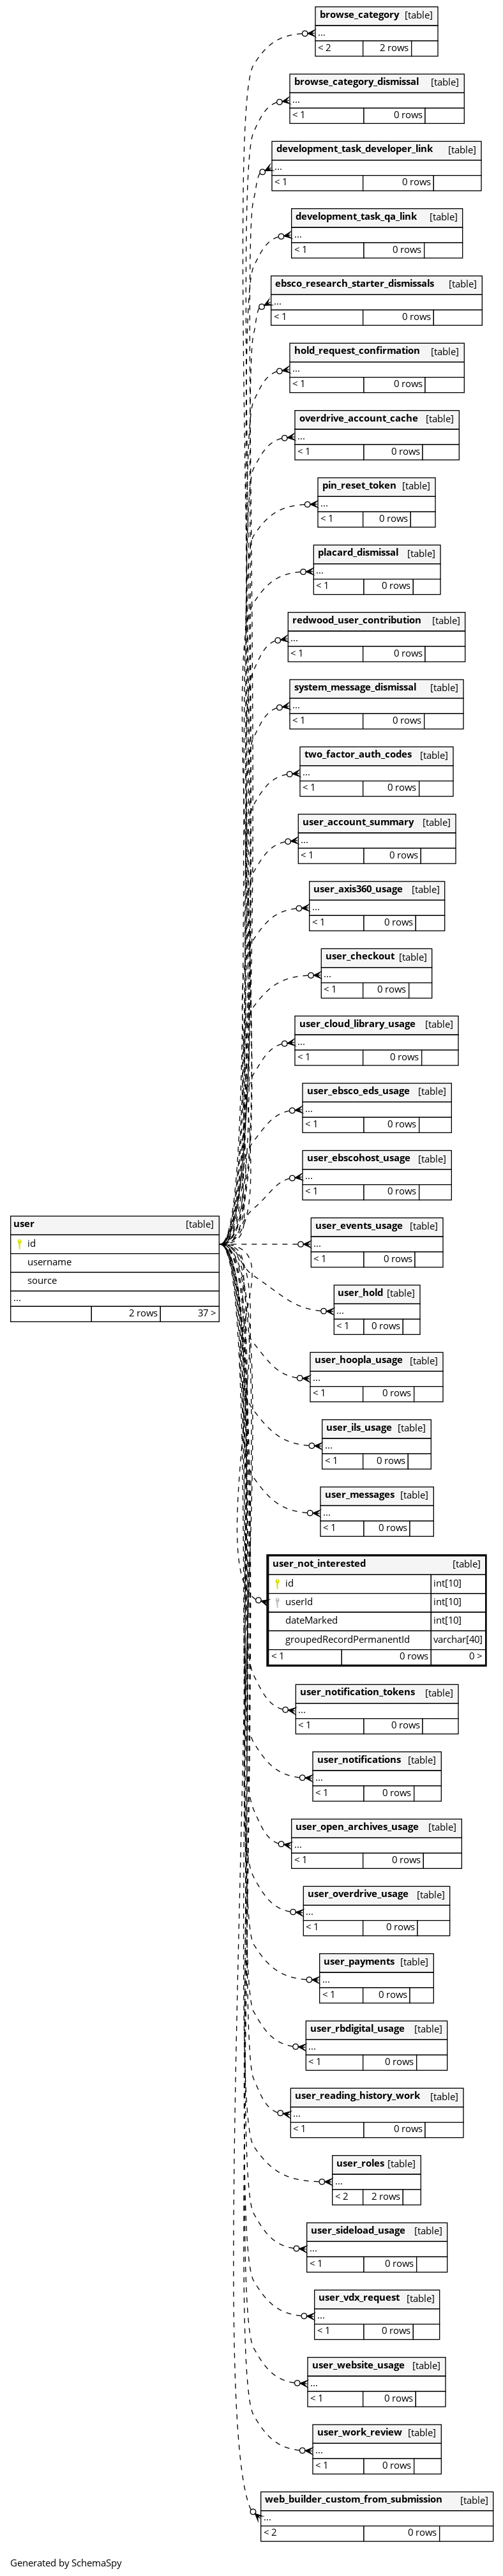 browse_category [table]
...
< 2 2 rows
browse_category_dismissal [table]
...
< 1 0 rows
development_task_developer_link [table]
...
< 1 0 rows
development_task_qa_link [table]
...
< 1 0 rows
ebsco_research_starter_dismissals [table]
...
< 1 0 rows
hold_request_confirmation [table]
...
< 1 0 rows
overdrive_account_cache [table]
...
< 1 0 rows
pin_reset_token [table]
...
< 1 0 rows
placard_dismissal [table]
...
< 1 0 rows
redwood_user_contribution [table]
...
< 1 0 rows
system_message_dismissal [table]
...
< 1 0 rows
two_factor_auth_codes [table]
...
< 1 0 rows
user_account_summary [table]
...
< 1 0 rows
user_axis360_usage [table]
...
< 1 0 rows
user_checkout [table]
...
< 1 0 rows
user_cloud_library_usage [table]
...
< 1 0 rows
user_ebsco_eds_usage [table]
...
< 1 0 rows
user_ebscohost_usage [table]
...
< 1 0 rows
user [table]
id
username
source
...
2 rows 37 >
user_events_usage [table]
...
< 1 0 rows
user_hold [table]
...
< 1 0 rows
user_hoopla_usage [table]
...
< 1 0 rows
user_ils_usage [table]
...
< 1 0 rows
user_messages [table]
...
< 1 0 rows
user_not_interested [table]
id int[10]
userId int[10]
dateMarked int[10]
groupedRecordPermanentId varchar[40]
< 1 0 rows 0 >
user_notification_tokens [table]
...
< 1 0 rows
user_notifications [table]
...
< 1 0 rows
user_open_archives_usage [table]
...
< 1 0 rows
user_overdrive_usage [table]
...
< 1 0 rows
user_payments [table]
...
< 1 0 rows
user_rbdigital_usage [table]
...
< 1 0 rows
user_reading_history_work [table]
...
< 1 0 rows
user_roles [table]
...
< 2 2 rows
user_sideload_usage [table]
...
< 1 0 rows
user_vdx_request [table]
...
< 1 0 rows
user_website_usage [table]
...
< 1 0 rows
user_work_review [table]
...
< 1 0 rows
web_builder_custom_from_submission [table]
...
< 2 0 rows
Generated by SchemaSpy